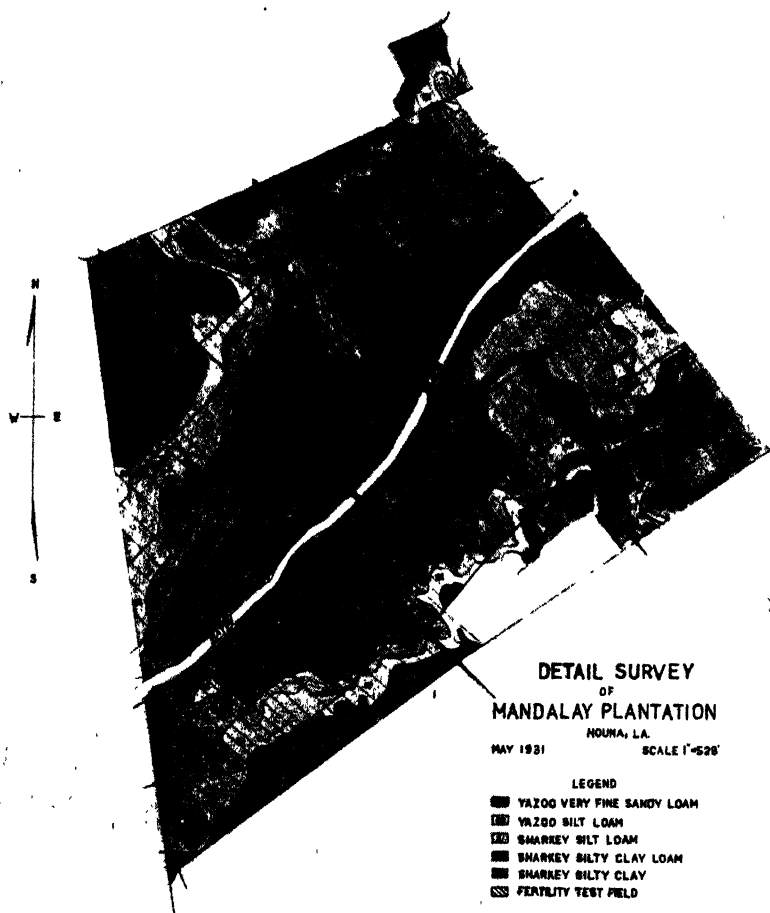 N
W E
S
DETAIL SURVEY
OF
MANDALAY PLANTATION
HOUMA, LA.
MAY 1931 SCALE 1"=528'
LEGEND
YAZOO VERY FINE SANDY LOAM
YAZOO SILT LOAM
SHARKEY SILT LOAM
SHARKEY SILTY CLAY LOAM
SHARKEY SILTY CLAY
FERTILITY TEST FIELD